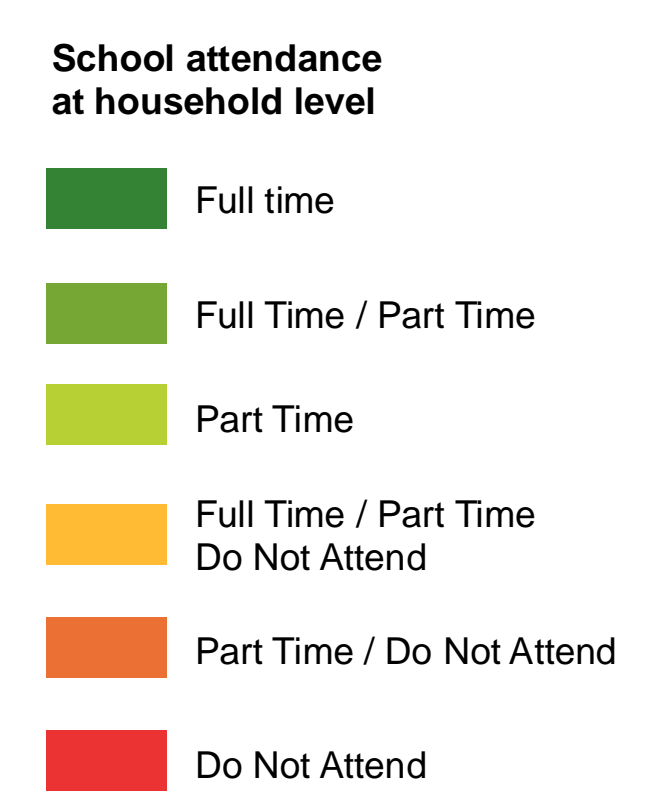 School attendance
at household level
Full time
Full Time / Part Time
Part Time
Full Time / Part Time
Do Not Attend
Part Time / Do Not Attend
Do Not Attend